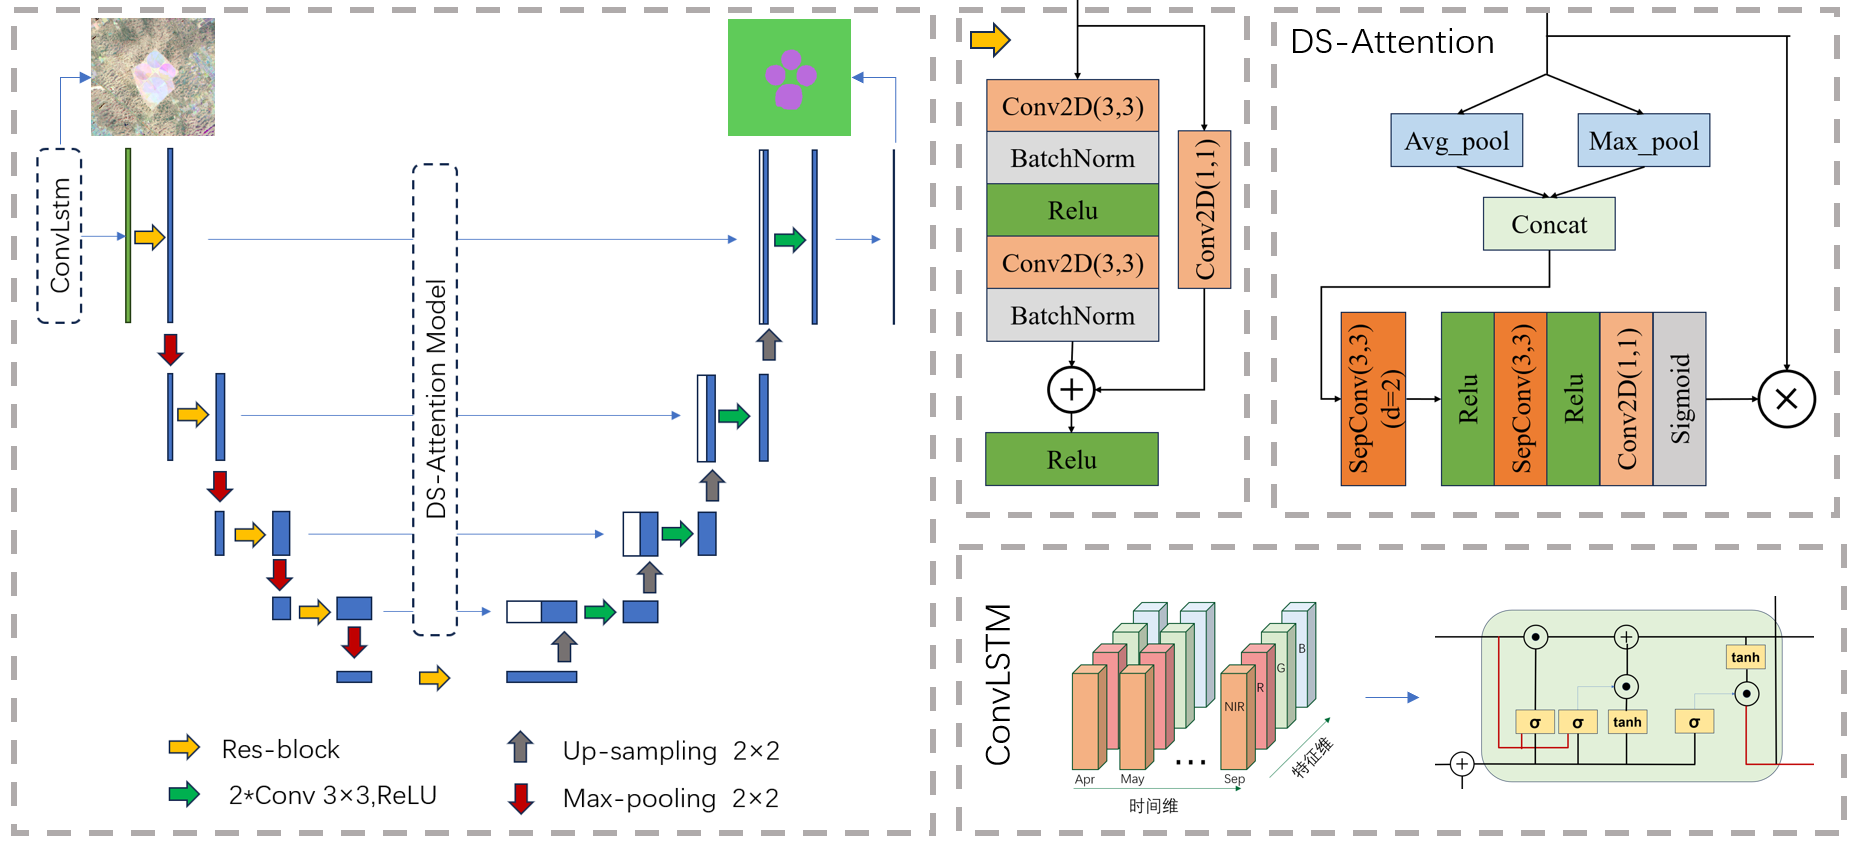 ConvLstm
DS-Attention Model
Res-block
2*Conv 3×3,ReLU
Up-sampling 2×2
Max-pooling 2×2
Conv2D(3,3)
BatchNorm
Relu
Conv2D(3,3)
BatchNorm
Conv2D(1,1)
+
Relu
DS-Attention
Avg_pool
Max_pool
Concat
SepConv(3,3)
(d=2)
Relu
SepConv(3,3)
Relu
Conv2D(1,1)
Sigmoid
×
ConvLSTM
NIR
R
G
B
Apr
May
...
Sep
时间维
特征维
+
tanh
σ
σ
tanh
σ
+